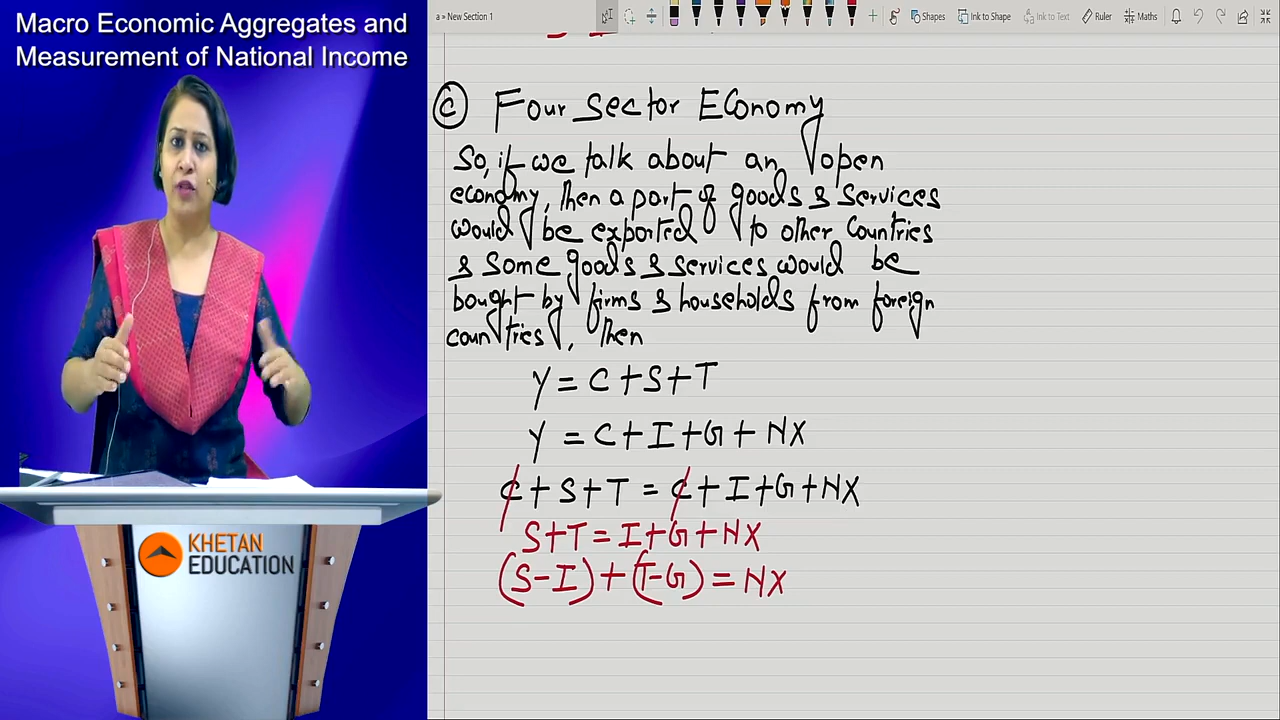 Macro Economic Aggregates and
Measurement of National Income
a » New Section 1
Shapes
Ink to Shape
Ink to Text
Ruler
Maths
(C) Four Sector Economy
So, if we talk about an open
economy, then a part of goods & services
would be exported to other countries
& some goods & services would be
bought by firms & households from foreign
countries, then
Y = C + S + T
Y = C + I + G + NX
C + S + T = C + I + G + NX
S + T = I + G + NX
(S - I) + (T - G) = NX
KHETAN
EDUCATION